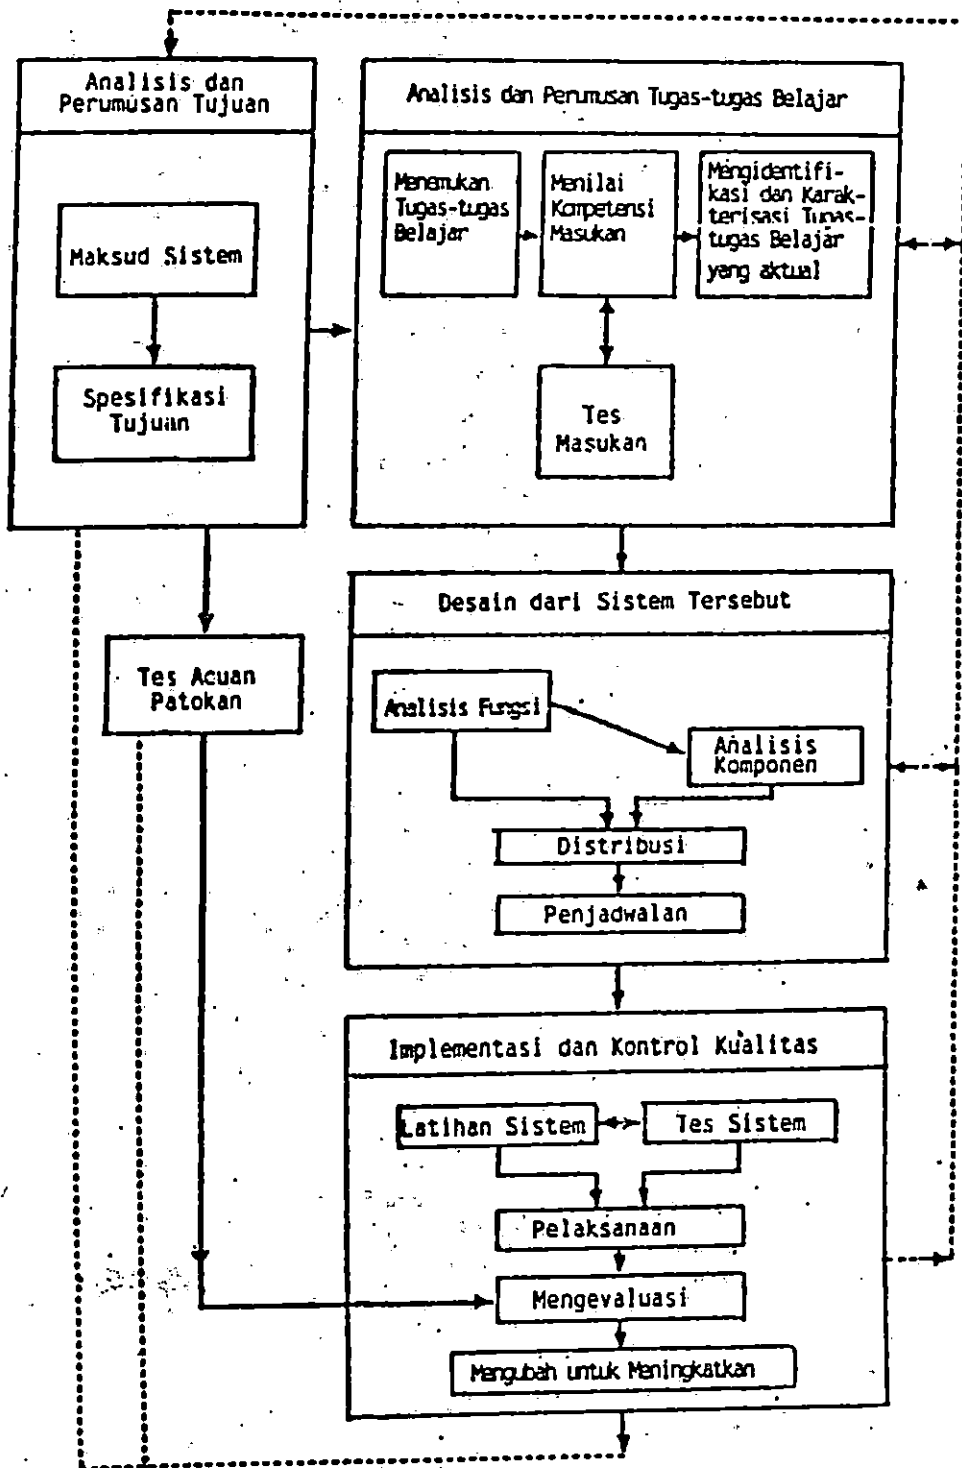 Analisis dan
Perumusan Tujuan
Maksud Sistem
Spesifikasi
Tujuan
Analisis dan Perumusan Tugas-tugas Belajar
Menemukan
Tugas-tugas
Belajar
Menilai
Kompetensi
Masukan
Mengidentifi-
kasi dan Karak-
terisasi Tugas-
tugas Belajar
yang aktual
Tes
Masukan
Tes Acuan
Patokan
Desain dari Sistem Tersebut
Analisis Fungsi
Analisis
Komponen
Distribusi
Penjadwalan
Implementasi dan Kontrol Kualitas
Latihan Sistem
Tes Sistem
Pelaksanaan
Mengevaluasi
Mengubah untuk Meningkatkan